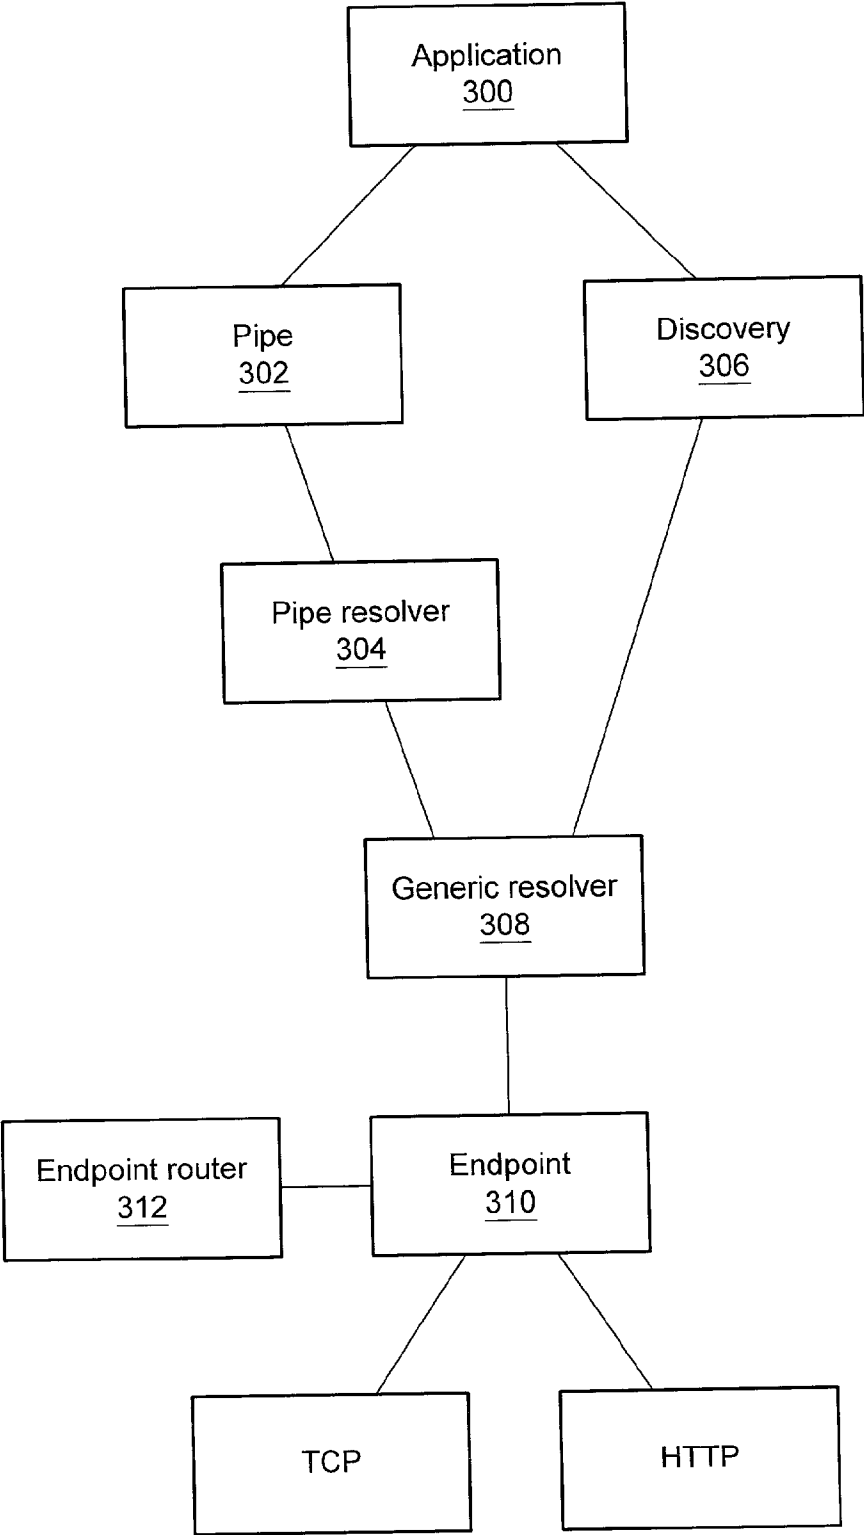 Application
300
Pipe
302
Discovery
306
Pipe resolver
304
Generic resolver
308
Endpoint router
312
Endpoint
310
TCP
HTTP